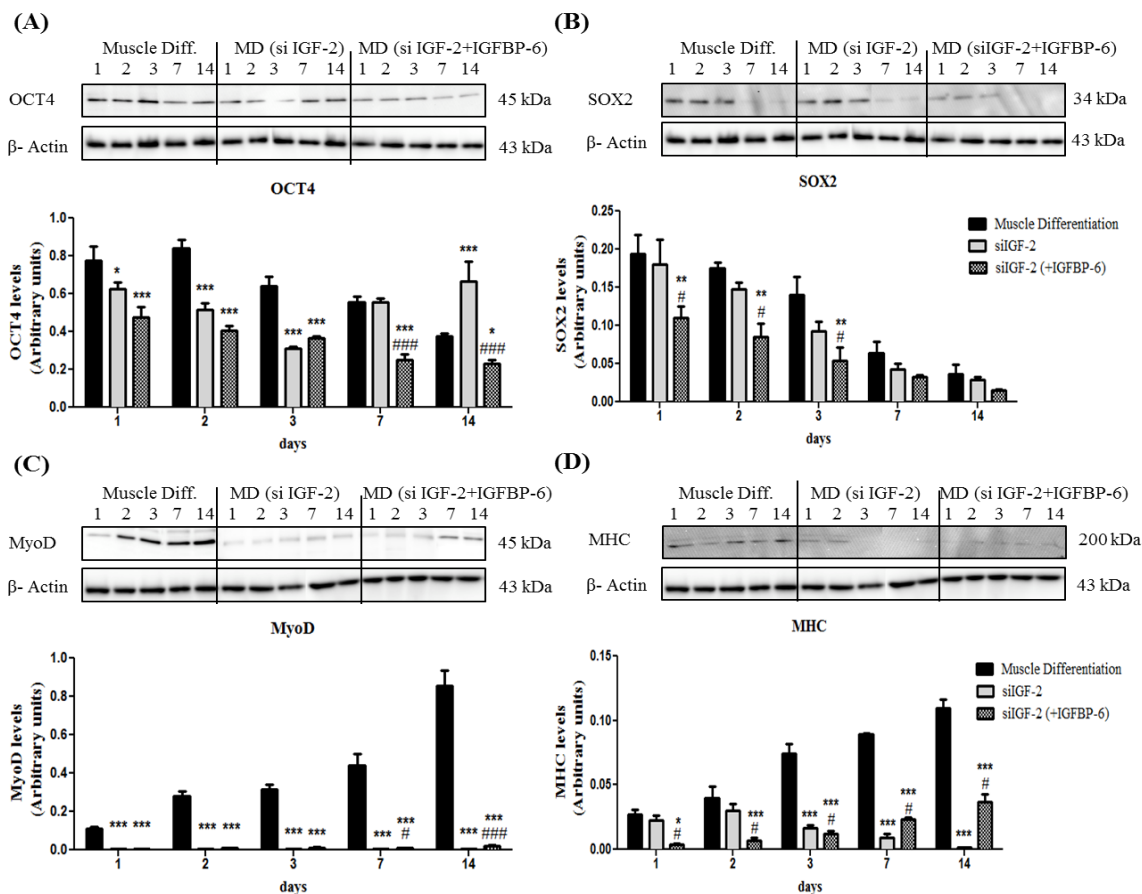 (A)
Muscle Diff. MD (si IGF-2) MD (si IGF-2+IGFBP-6)
1 2 3 7 14 1 2 3 7 14 1 2 3 7 14
OCT4 45 kDa
β- Actin 43 kDa
OCT4
OCT4 levels
(Arbitrary units)
1.0
0.8
0.6
0.4
0.2
0.0
* *** *** *** *** *** *** ### *** * ###
1 2 3 7 14
days
(B)
Muscle Diff. MD (si IGF-2) MD (siIGF-2+IGFBP-6)
1 2 3 7 14 1 2 3 7 14 1 2 3 7 14
SOX2 34 kDa
β- Actin 43 kDa
SOX2
SOX2 levels
(Arbitrary units)
0.25
0.20
0.15
0.10
0.05
0.00
** # ** # ** #
Muscle Differentiation
siIGF-2
siIGF-2 (+IGFBP-6)
1 2 3 7 14
days
(C)
Muscle Diff. MD (si IGF-2) MD (si IGF-2+IGFBP-6)
1 2 3 7 14 1 2 3 7 14 1 2 3 7 14
MyoD 45 kDa
β- Actin 43 kDa
MyoD
MyoD levels
(Arbitrary units)
1.0
0.8
0.6
0.4
0.2
0.0
*** *** *** *** *** *** *** *** # *** *** ###
1 2 3 7 14
days
(D)
Muscle Diff. MD (si IGF-2) MD (si IGF-2+IGFBP-6)
1 2 3 7 14 1 2 3 7 14 1 2 3 7 14
MHC 200 kDa
β- Actin 43 kDa
MHC
MHC levels
(Arbitrary units)
0.15
0.10
0.05
0.00
* # *** # *** *** # *** *** # *** *** #
Muscle Differentiation
siIGF-2
siIGF-2 (+IGFBP-6)
1 2 3 7 14
days